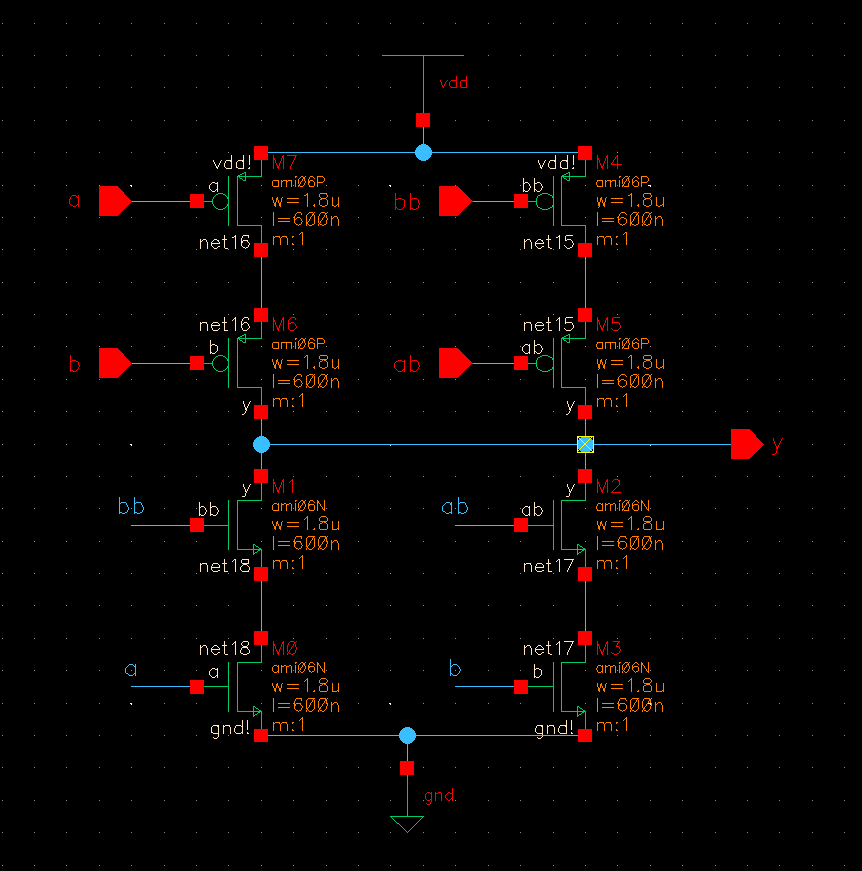 vdd
vdd! M7
a a ami06P
w=1.8u
l=600n
net16 m:1
vdd! M4
bb bb ami06P
w=1.8u
l=600n
net15 m:1
net16 M6
b b ami06P
w=1.8u
l=600n
y m:1
net15 M5
ab ab ami06P
w=1.8u
l=600n
y m:1
y
y M1
bb bb ami06N
w=1.8u
l=600n
net18 m:1
y M2
ab ab ami06N
w=1.8u
l=600n
net17 m:1
net18 M0
a a ami06N
w=1.8u
l=600n
gnd! m:1
net17 M3
b b ami06N
w=1.8u
l=600n
gnd! m:1
gnd